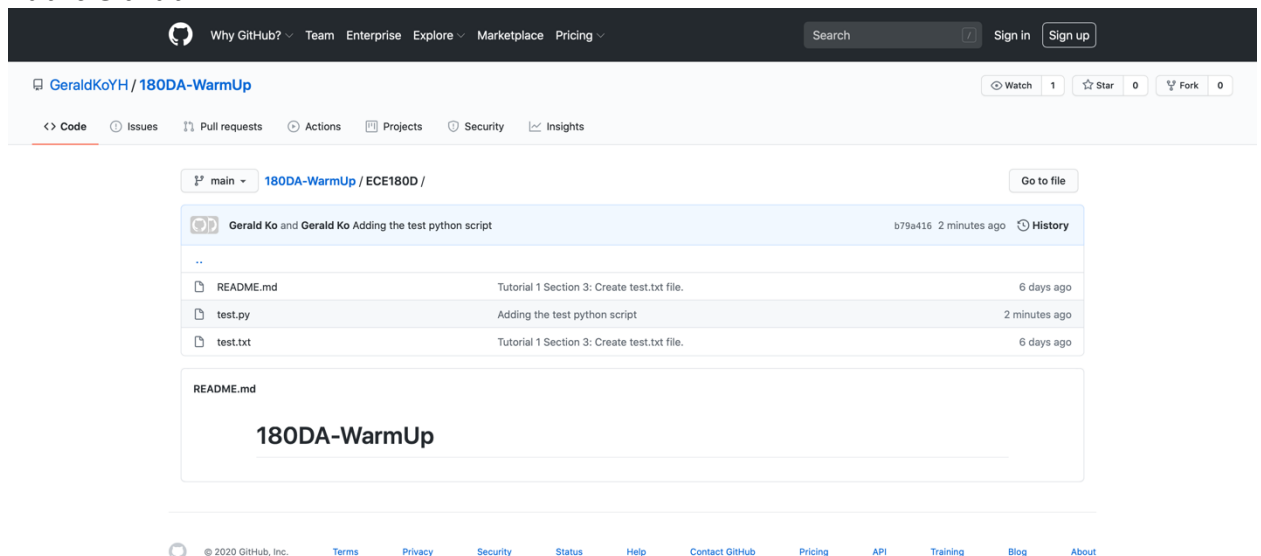 Why GitHub? Team Enterprise Explore Marketplace Pricing Search / Sign in Sign up
GeraldKoYH / 180DA-WarmUp Watch 1 Star 0 Fork 0
<> Code Issues Pull requests Actions Projects Security Insights
main 180DA-WarmUp / ECE180D / Go to file
Gerald Ko and Gerald Ko Adding the test python script b79a416 2 minutes ago History
..
README.md Tutorial 1 Section 3: Create test.txt file. 6 days ago
test.py Adding the test python script 2 minutes ago
test.txt Tutorial 1 Section 3: Create test.txt file. 6 days ago
README.md
180DA-WarmUp
© 2020 GitHub, Inc. Terms Privacy Security Status Help Contact GitHub Pricing API Training Blog About